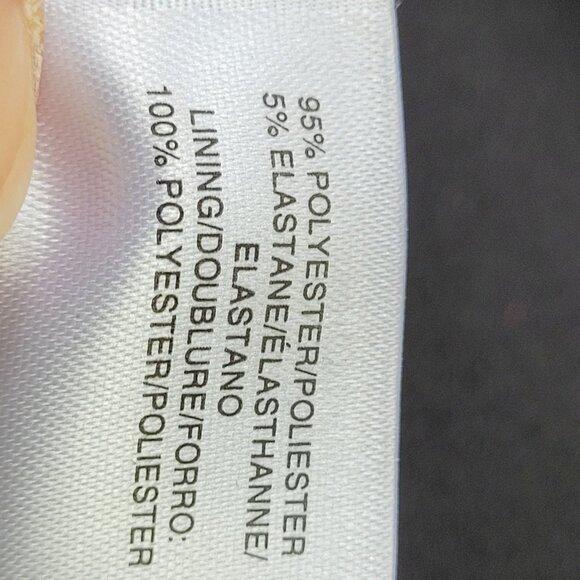 95% POLYESTER/POLIESTER
5% ELASTANE/ÉLASTHANNE/
ELASTANO
LINING/DOUBLURE/FORRO:
100% POLYESTER/POLIESTER